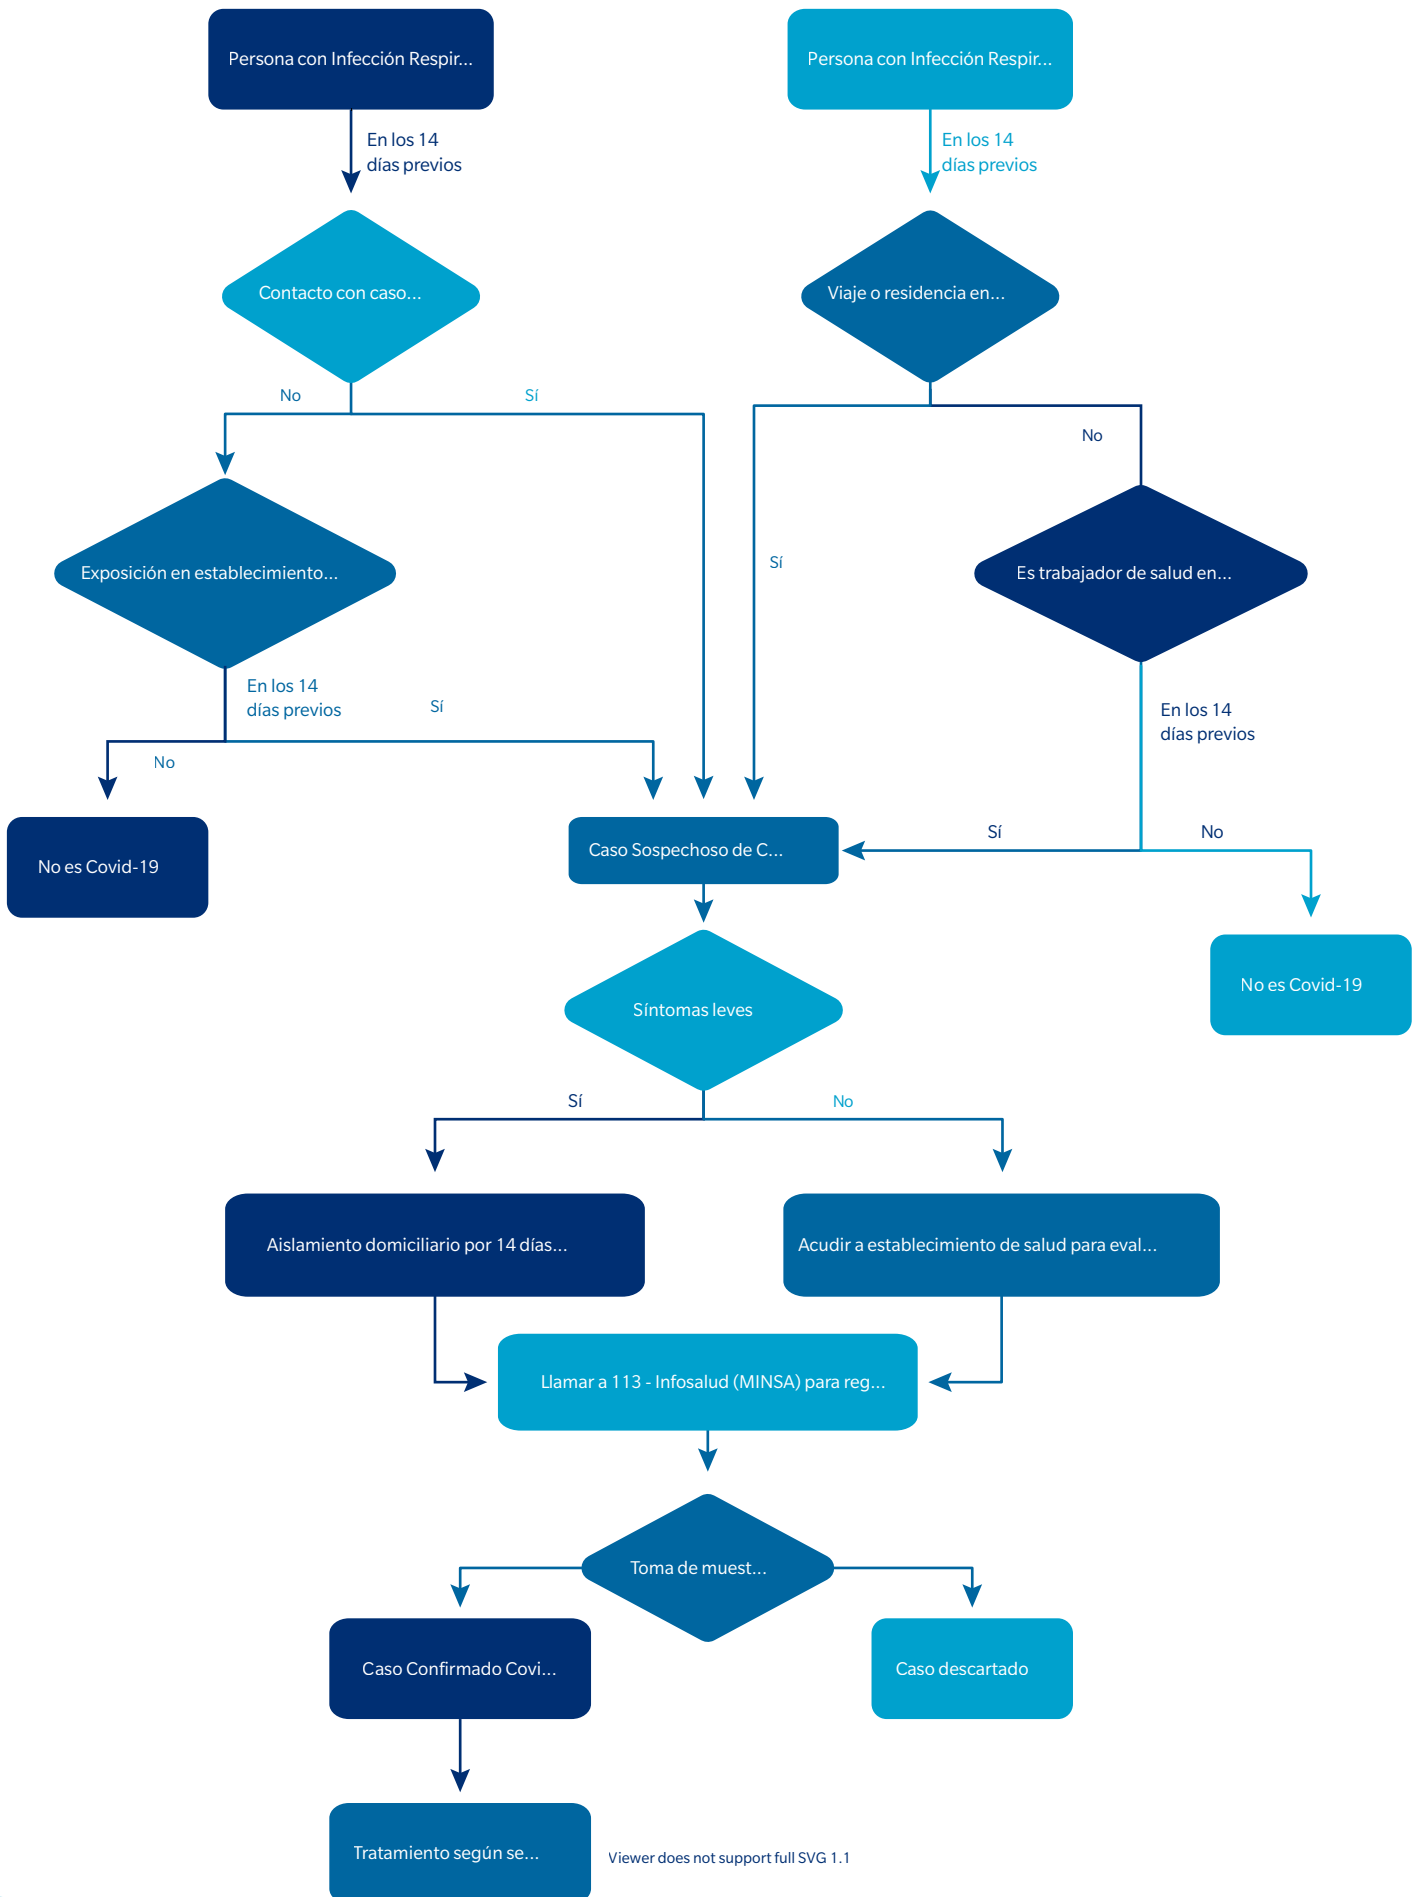 Persona con Infección Respir...
Persona con Infección Respir...
En los 14
días previos
En los 14
días previos
Contacto con caso...
Viaje o residencia en...
No
Sí
No
Sí
Exposición en establecimiento...
Es trabajador de salud en...
En los 14
días previos
Sí
No
En los 14
días previos
Sí
No
No es Covid-19
Caso Sospechoso de C...
No es Covid-19
Síntomas leves
Sí
No
Aislamiento domiciliario por 14 días...
Acudir a establecimiento de salud para eval...
Llamar a 113 - Infosalud (MINSA) para reg...
Toma de muest...
Caso Confirmado Covi...
Caso descartado
Tratamiento según se...
Viewer does not support full SVG 1.1